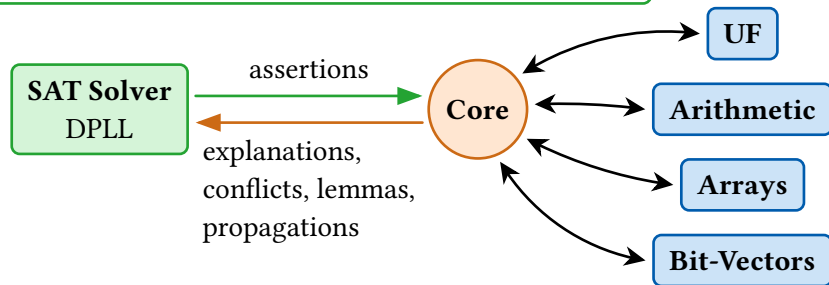 SAT Solver
DPLL
assertions
explanations,
conflicts, lemmas,
propagations
Core
UF
Arithmetic
Arrays
Bit-Vectors